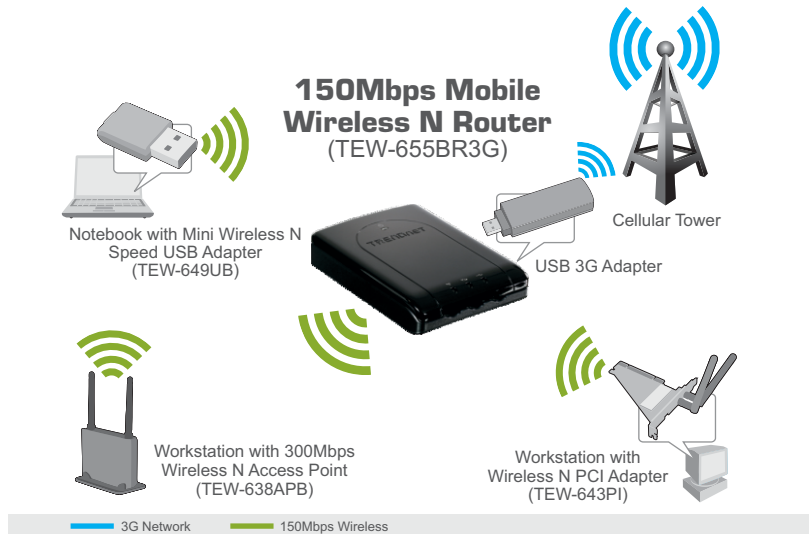 150Mbps Mobile
Wireless N Router
(TEW-655BR3G)
Cellular Tower
Notebook with Mini Wireless N
Speed USB Adapter
(TEW-649UB)
TRENDNET
USB 3G Adapter
Workstation with 300Mbps
Wireless N Access Point
(TEW-638APB)
Workstation with
Wireless N PCI Adapter
(TEW-643PI)
3G Network
150Mbps Wireless